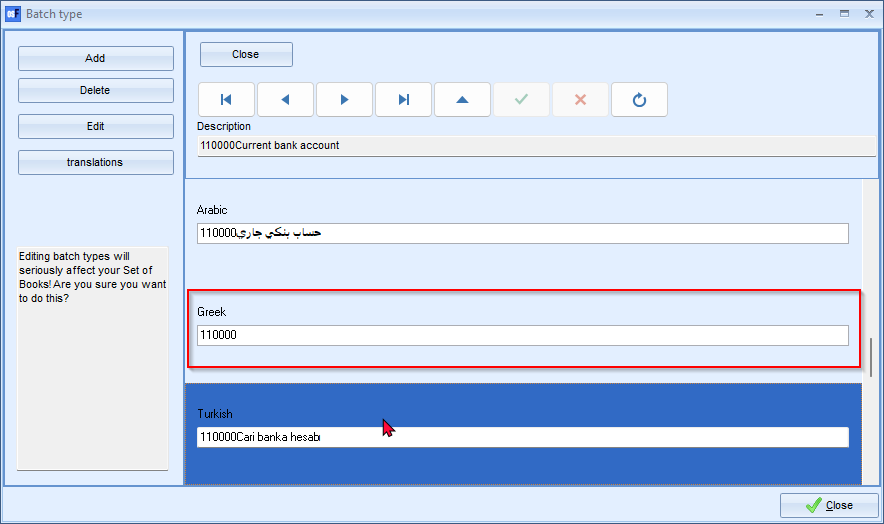 Batch type
Add
Delete
Edit
translations
Editing batch types will
seriously affect your Set of
Books! Are you sure you want
to do this?
Close
Description
110000Current bank account
Arabic
110000حساب بنكي جاري
Greek
110000
Turkish
110000Cari banka hesabı
Close